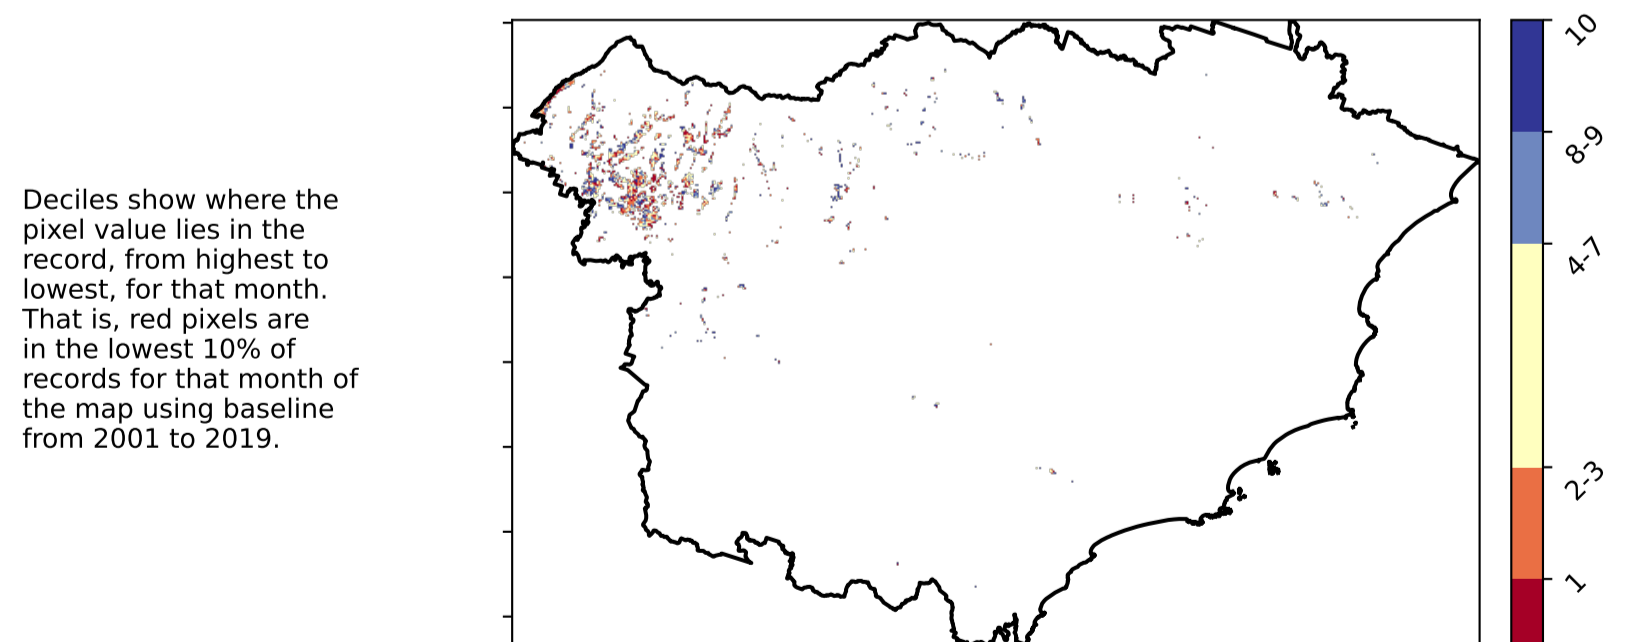 Deciles show where the
pixel value lies in the
record, from highest to
lowest, for that month.
That is, red pixels are
in the lowest 10% of
records for that month of
the map using baseline
from 2001 to 2019.
10
8-9
4-7
2-3
1